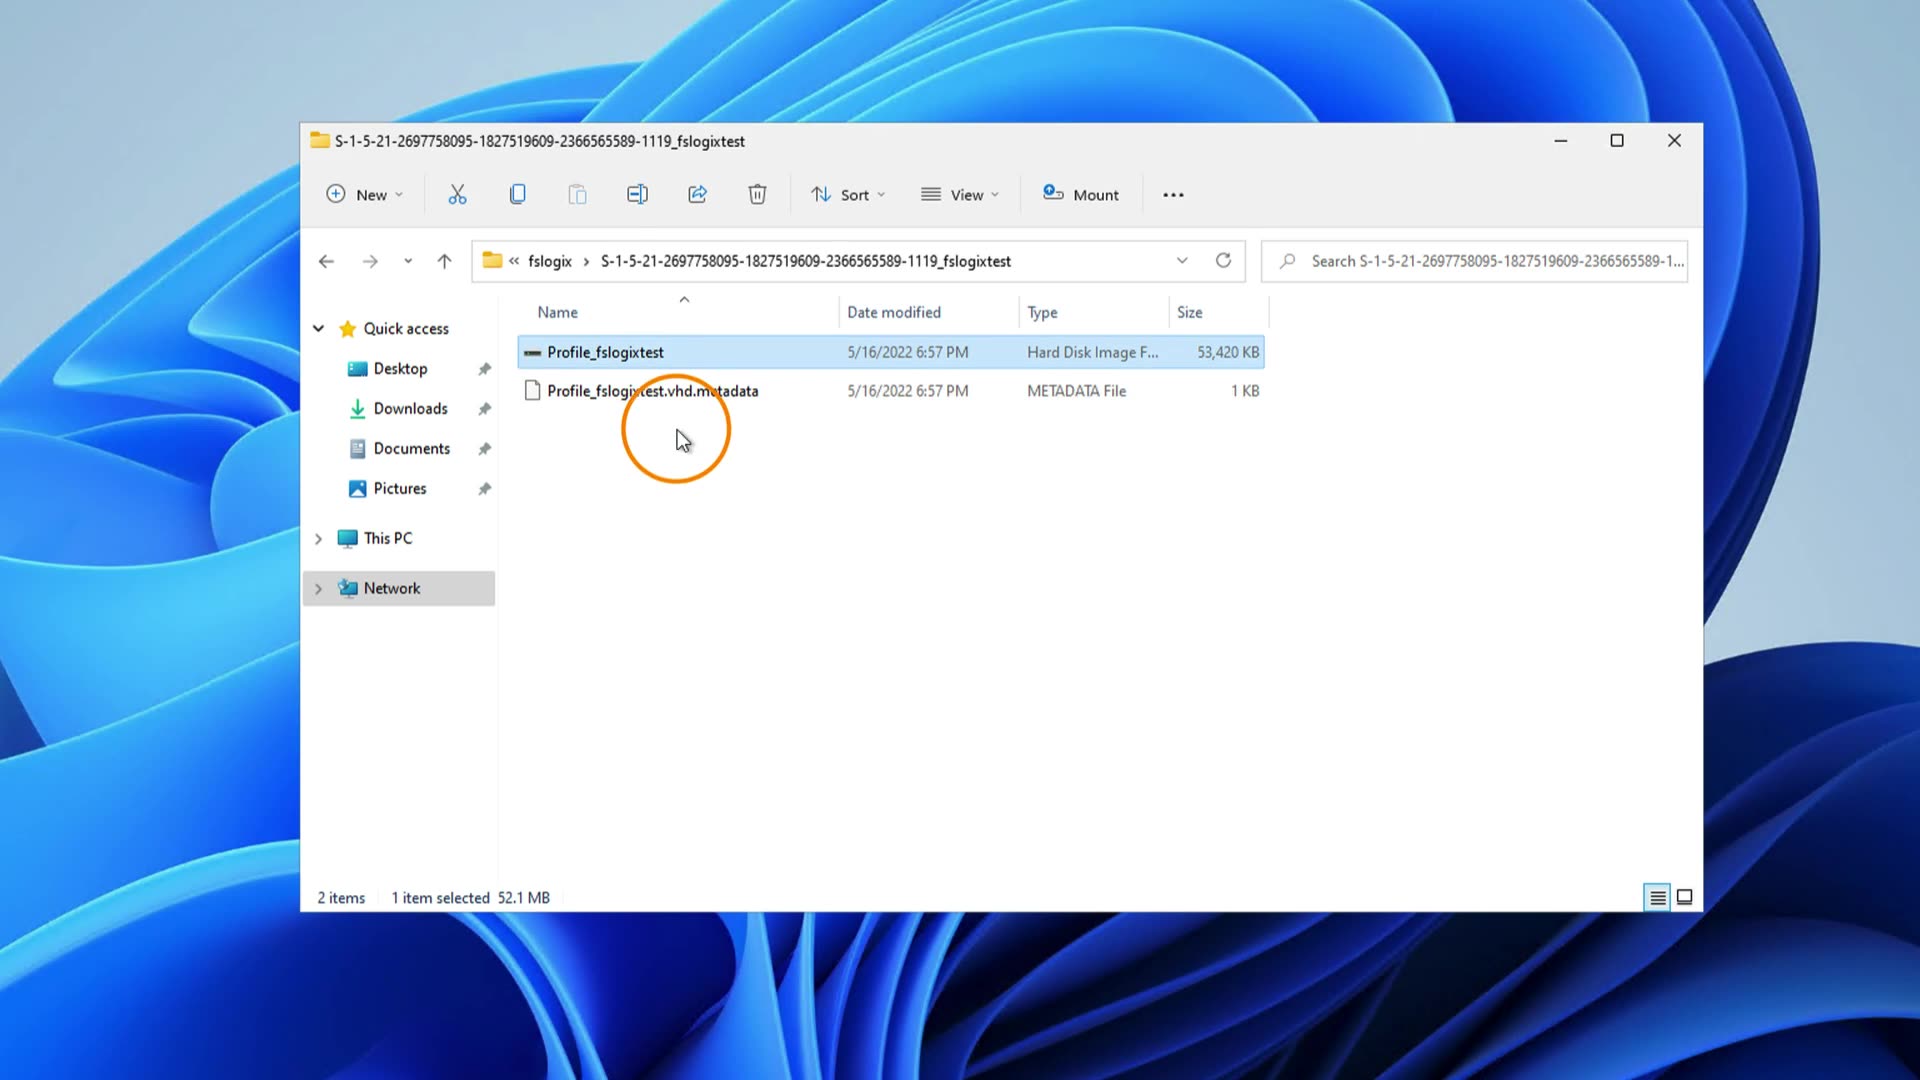 S-1-5-21-2697758095-1827519609-2366565589-1119_fslogixtest
New Sort View Mount
« fslogix > S-1-5-21-2697758095-1827519609-2366565589-1119_fslogixtest
Search S-1-5-21-2697758095-1827519609-2366565589-1...
Name Date modified Type Size
Quick access
Profile_fslogixtest 5/16/2022 6:57 PM Hard Disk Image F... 53,420 KB
Desktop
Profile_fslogixtest.vhd.metadata 5/16/2022 6:57 PM METADATA File 1 KB
Downloads
Documents
Pictures
This PC
Network
2 items 1 item selected 52.1 MB